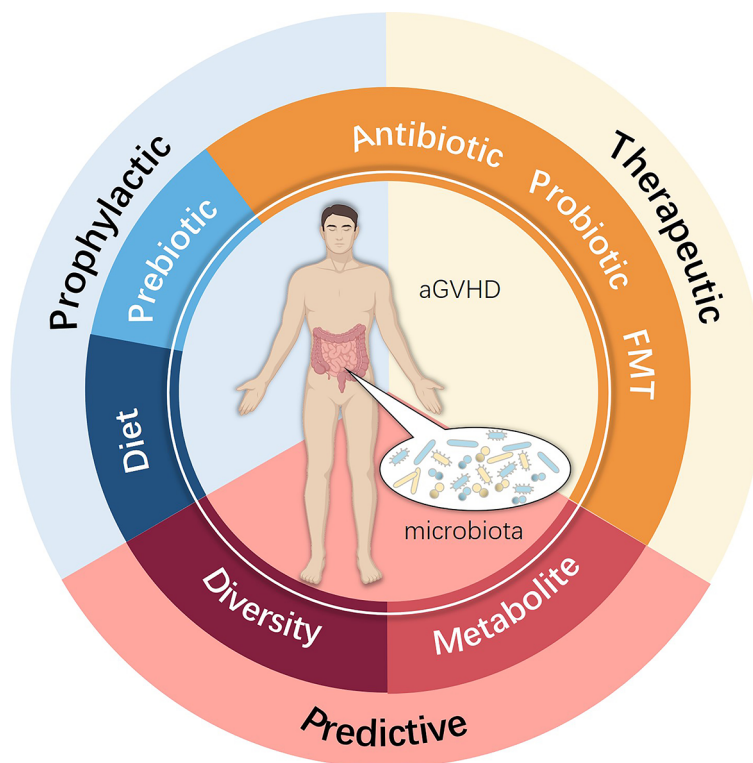 Prophylactic
Therapeutic
Predictive
Antibiotic
Probiotic
FMT
Prebiotic
Diet
Diversity
Metabolite
aGVHD
microbiota